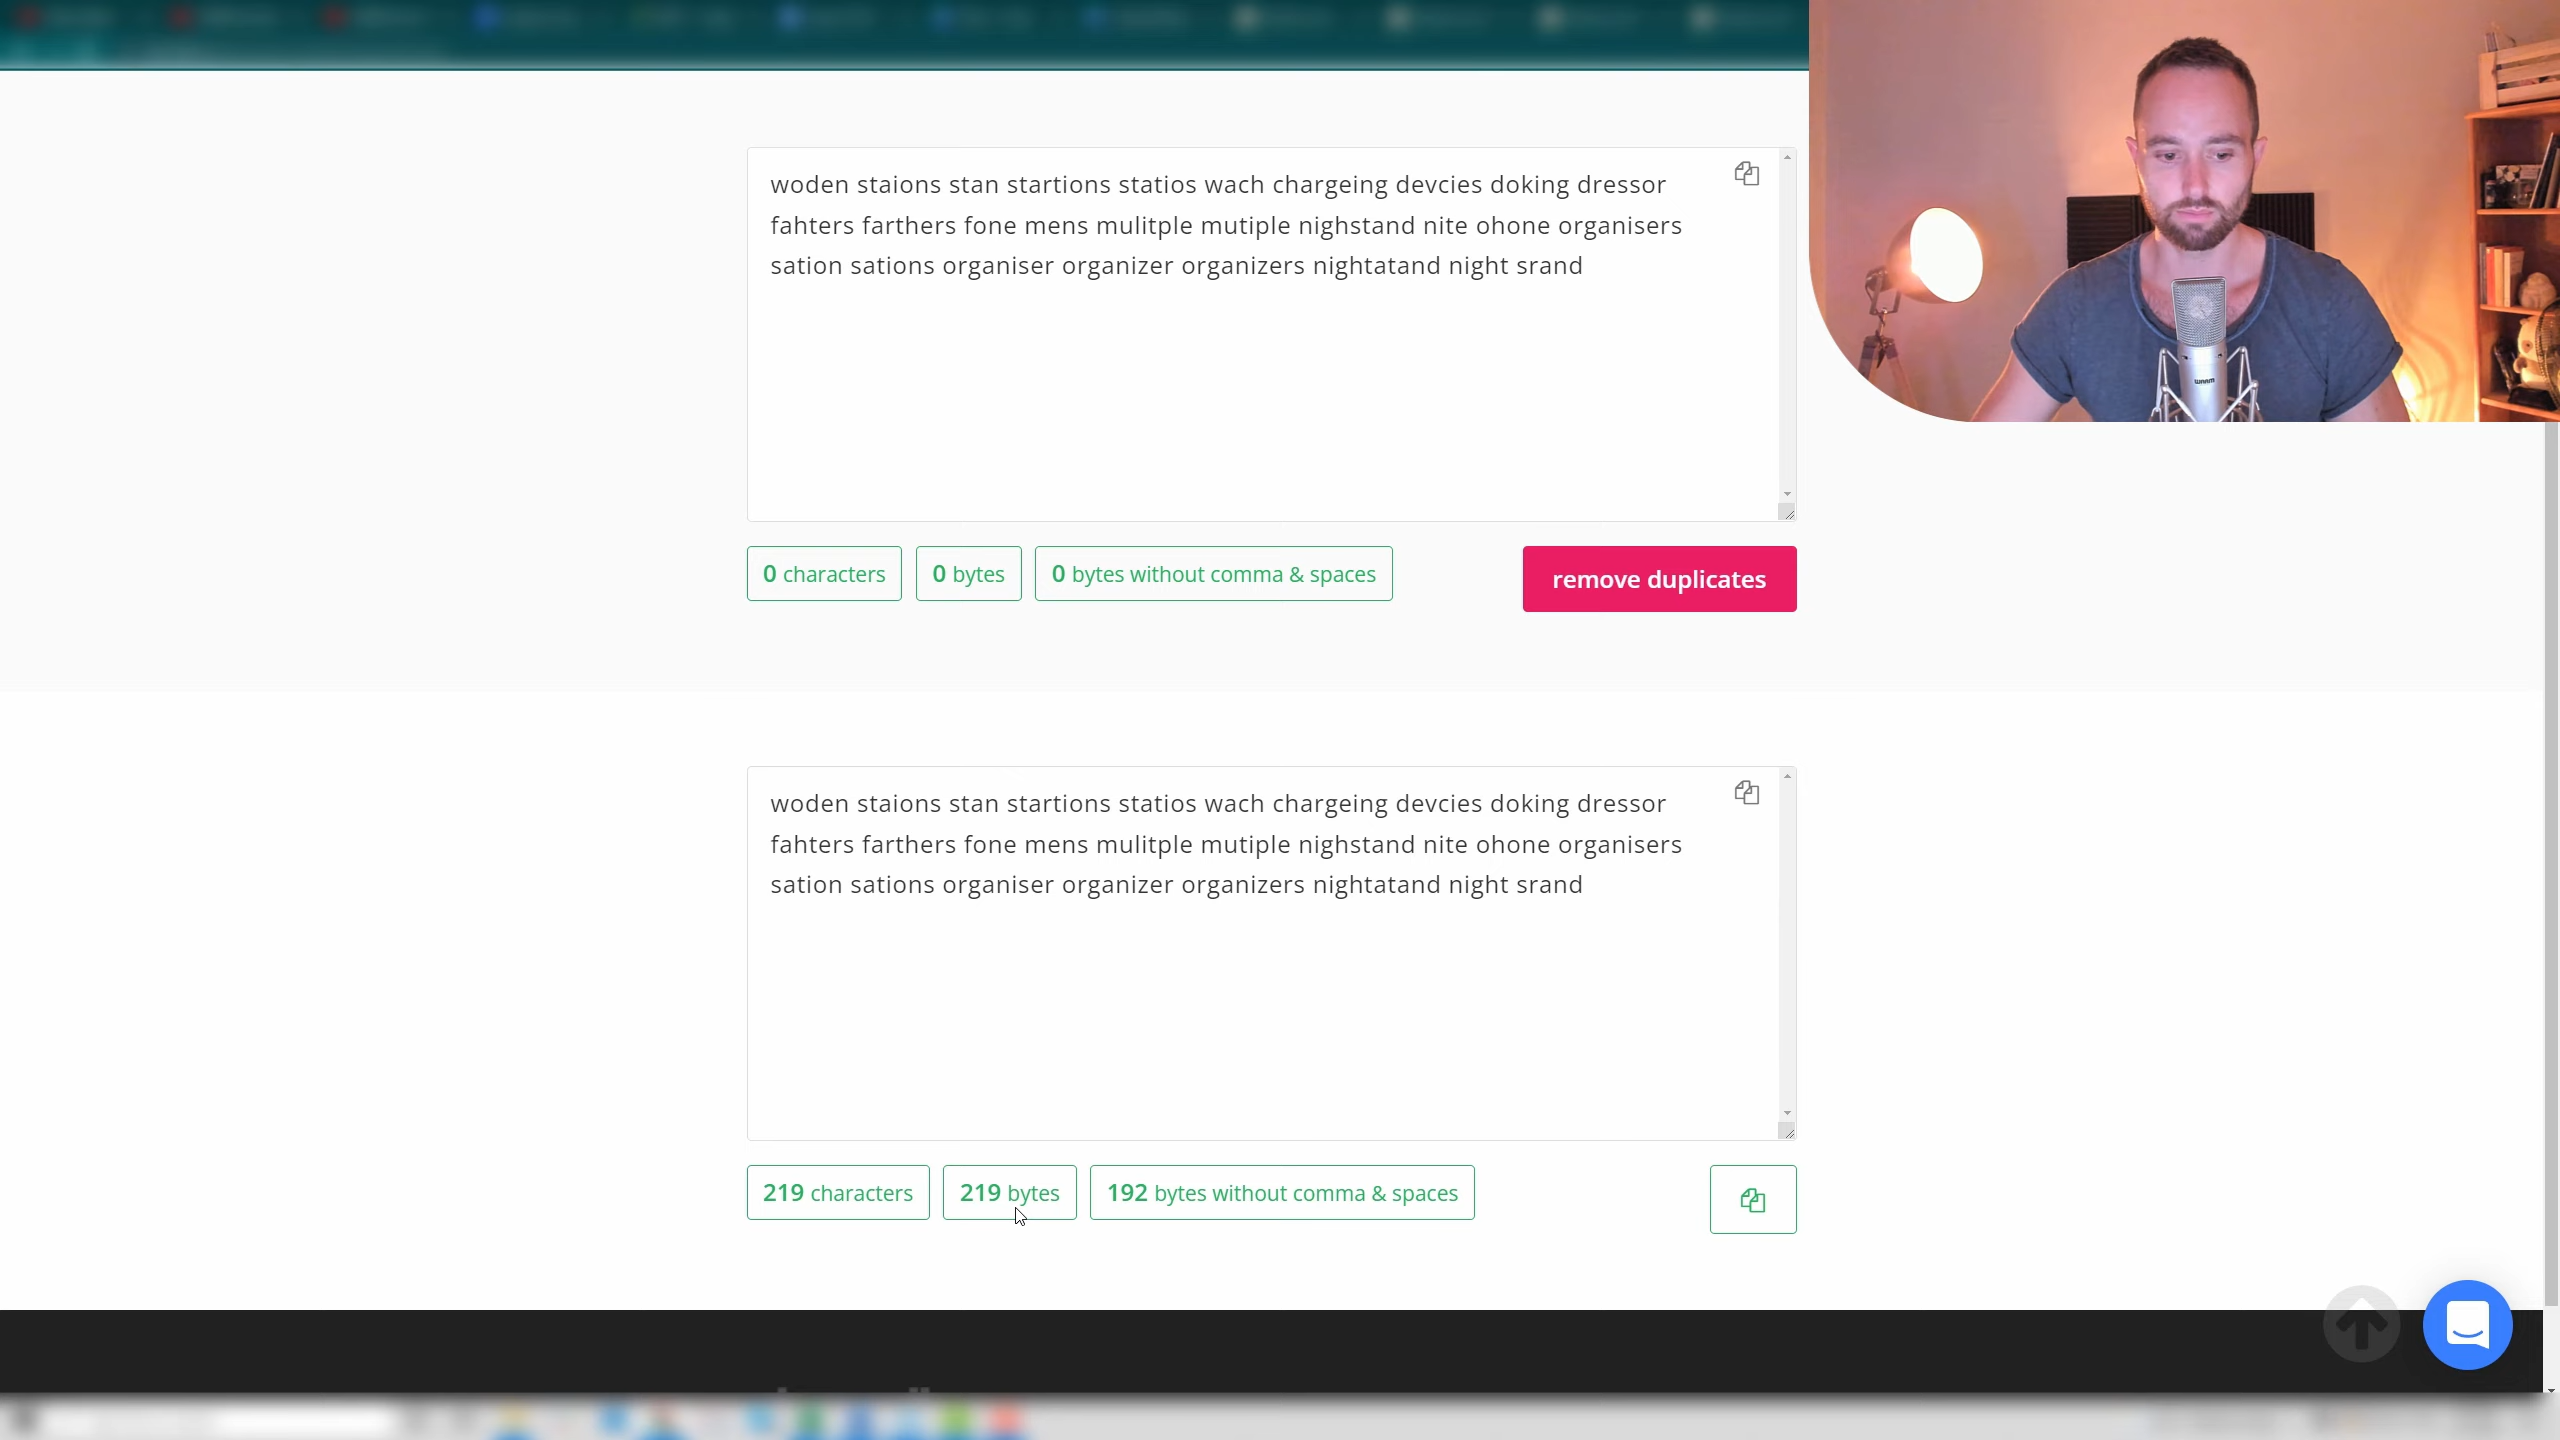 woden staions stan startions statios wach chargeing devcies doking dressor
fahters farthers fone mens mulitple mutiple nighstand nite ohone organisers
sation sations organiser organizer organizers nightatand night srand
0 characters
0 bytes
0 bytes without comma & spaces
remove duplicates
woden staions stan startions statios wach chargeing devcies doking dressor
fahters farthers fone mens mulitple mutiple nighstand nite ohone organisers
sation sations organiser organizer organizers nightatand night srand
219 characters
219 bytes
192 bytes without comma & spaces